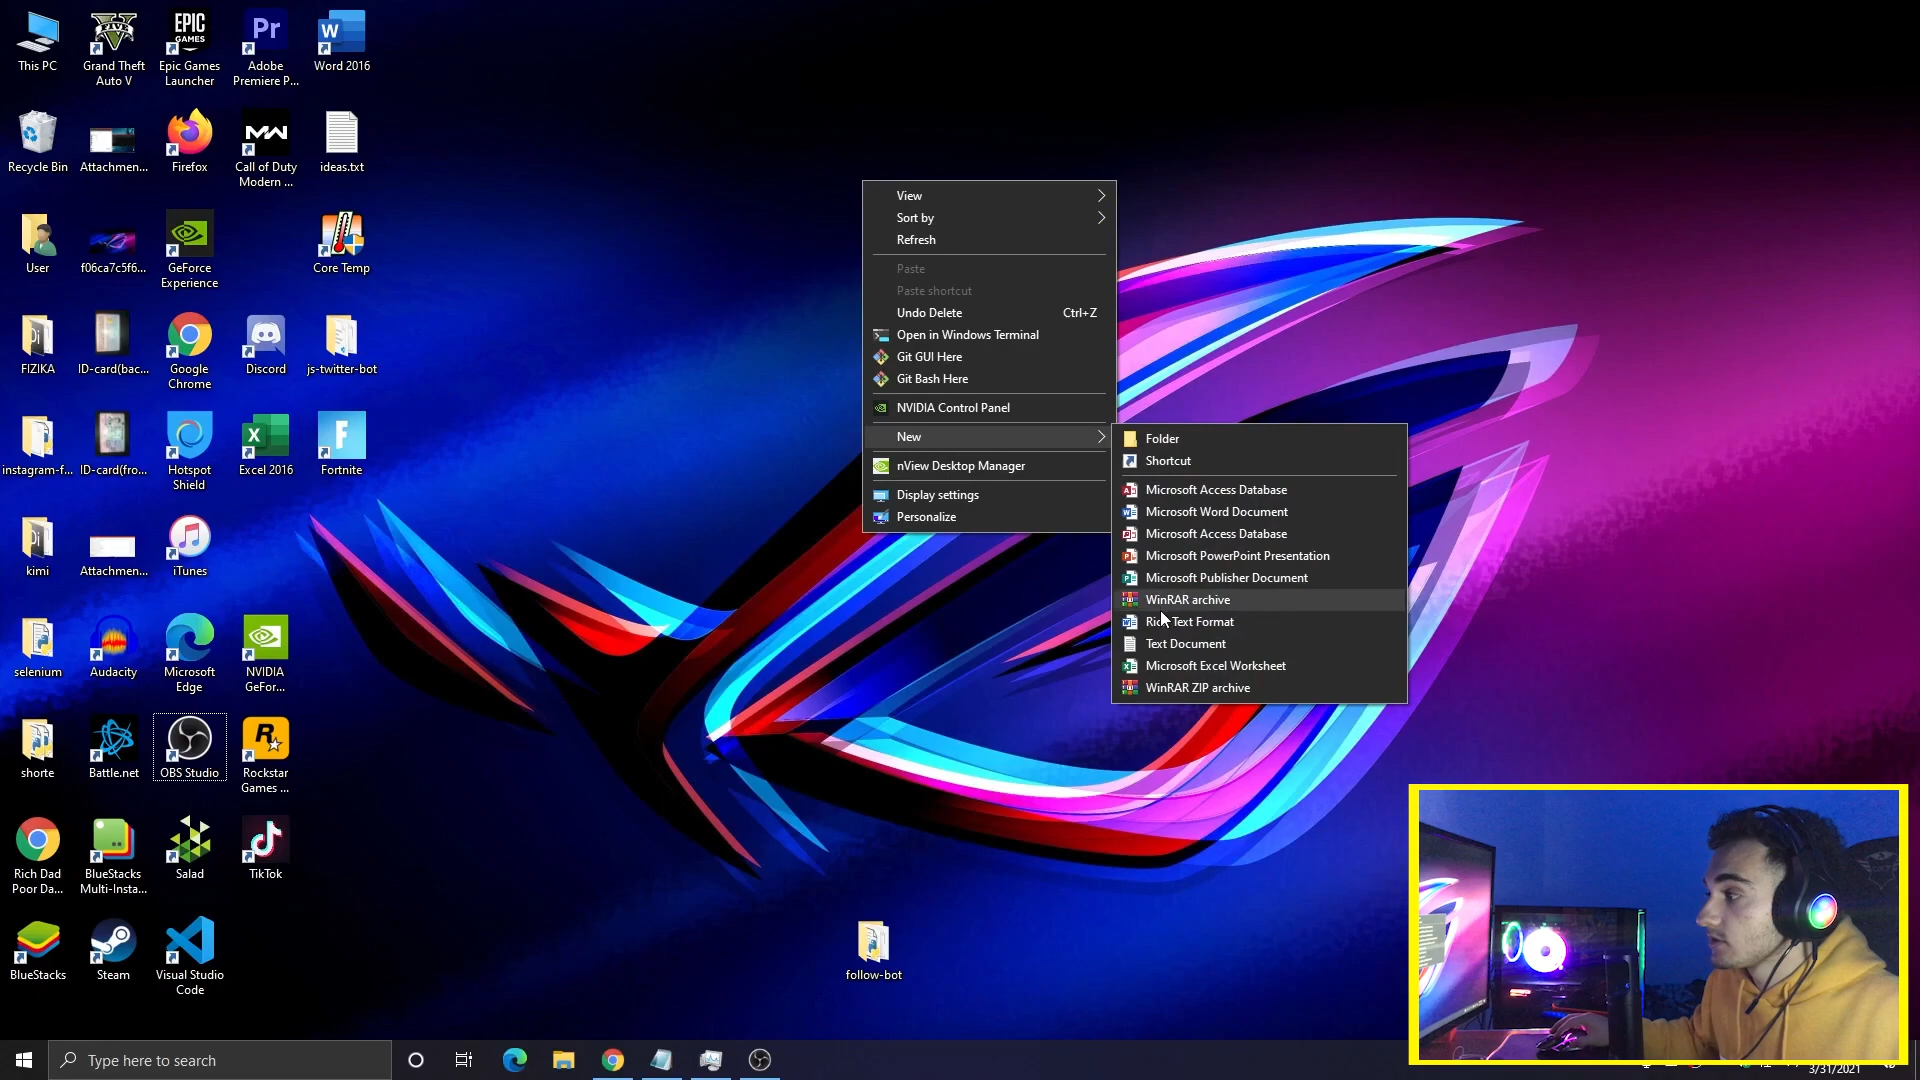 This PC
Grand Theft
Auto V
EPIC
GAMES
Epic Games
Launcher
Pr
Adobe
Premiere P...
W
Word 2016
Recycle Bin
Attachmen...
Firefox
MW
Call of Duty
Modern ...
ideas.txt
User
f06ca7c5f6...
GeForce
Experience
Core Temp
FIZIKA
ID-card(bac...
Google
Chrome
Discord
js-twitter-bot
instagram-f...
ID-card(fro...
Hotspot
Shield
X
Excel 2016
F
Fortnite
kimi
Attachmen...
iTunes
selenium
Audacity
Microsoft
Edge
NVIDIA
GeFor...
shorte
Battle.net
OBS Studio
R
Rockstar
Games ...
Rich Dad
Poor Da...
BlueStacks
Multi-Insta...
Salad
TikTok
BlueStacks
Steam
Visual Studio
Code
follow-bot
View
Sort by
Refresh
Paste
Paste shortcut
Undo Delete Ctrl+Z
Open in Windows Terminal
Git GUI Here
Git Bash Here
NVIDIA Control Panel
New
nView Desktop Manager
Display settings
Personalize
Folder
Shortcut
Microsoft Access Database
Microsoft Word Document
Microsoft Access Database
Microsoft PowerPoint Presentation
Microsoft Publisher Document
WinRAR archive
Text Format
Text Document
Microsoft Excel Worksheet
WinRAR ZIP archive
Type here to search
3/31/2021